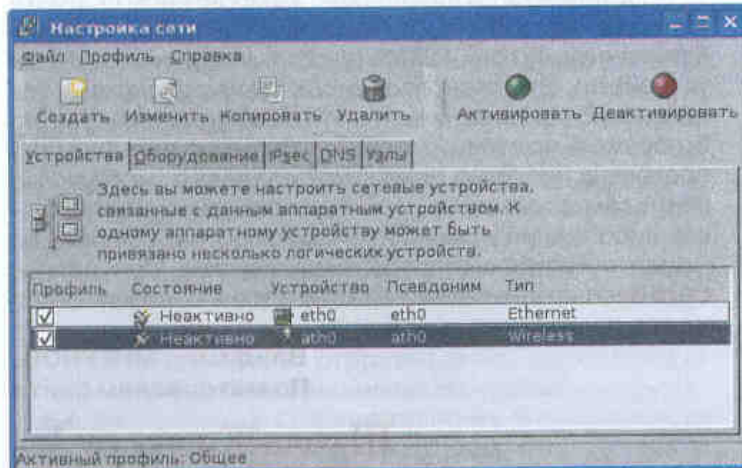 Настройка сети
Файл Профиль Справка
Создать Изменить Копировать Удалить Активировать Деактивировать
Устройства Оборудование IPsec DNS Узлы
Здесь вы можете настроить сетевые устройства,
связанные с данным аппаратным устройством. К
одному аппаратному устройству может быть
привязано несколько логических устройств.
Профиль Состояние Устройство Псевдоним Тип
Неактивно eth0 eth0 Ethernet
Неактивно ath0 ath0 wireless
Активный профиль: Общее